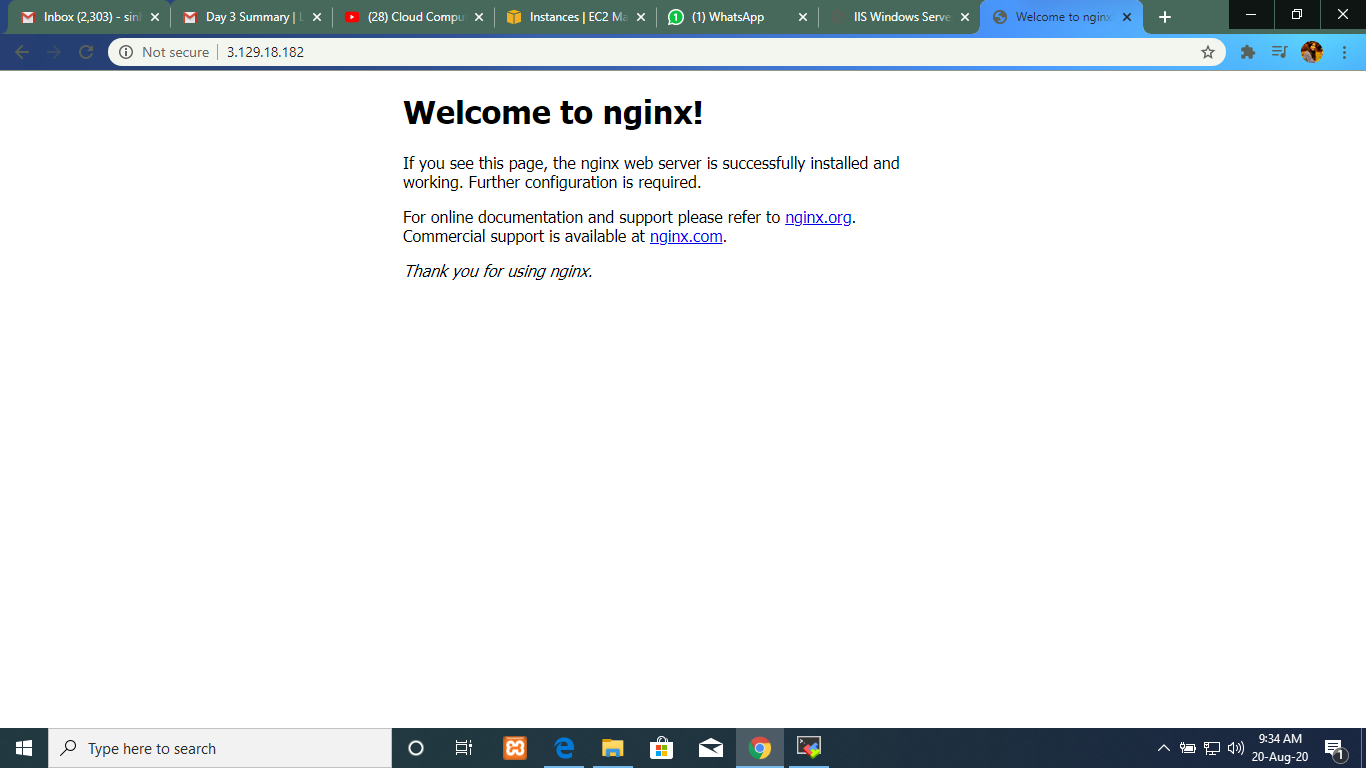 Inbox (2,303) - sin
Day 3 Summary | L
(28) Cloud Compu
Instances | EC2 Ma
1
(1) WhatsApp
IIS Windows Serve
Welcome to nginx
Not secure
3.129.18.182
Welcome to nginx!
If you see this page, the nginx web server is successfully installed and
working. Further configuration is required.
For online documentation and support please refer to nginx.org.
Commercial support is available at nginx.com.
Thank you for using nginx.
Type here to search
9:34 AM
20-Aug-20
1